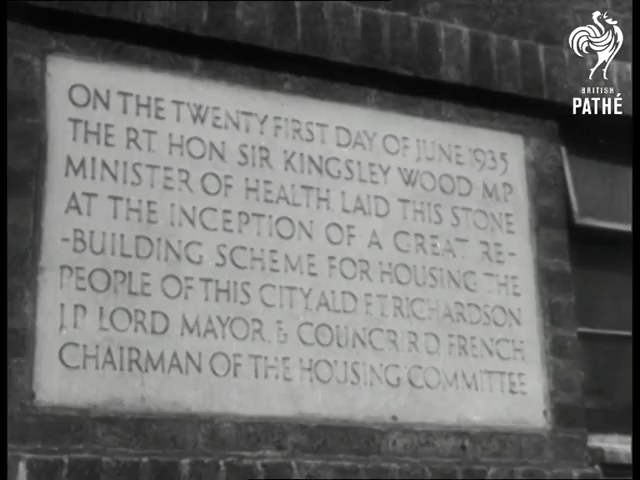 ON THE TWENTY FIRST DAY OF JUNE 1935
THE RT HON SIR KINGSLEY WOOD MP
MINISTER OF HEALTH LAID THIS STONE
AT THE INCEPTION OF A GREAT RE-
-BUILDING SCHEME FOR HOUSING THE
PEOPLE OF THIS CITY ALD F.T. RICHARDSON
J.P LORD MAYOR & COUNCR R.D FRENCH
CHAIRMAN OF THE HOUSING COMMITTEE
BRITISH
PATHÉ